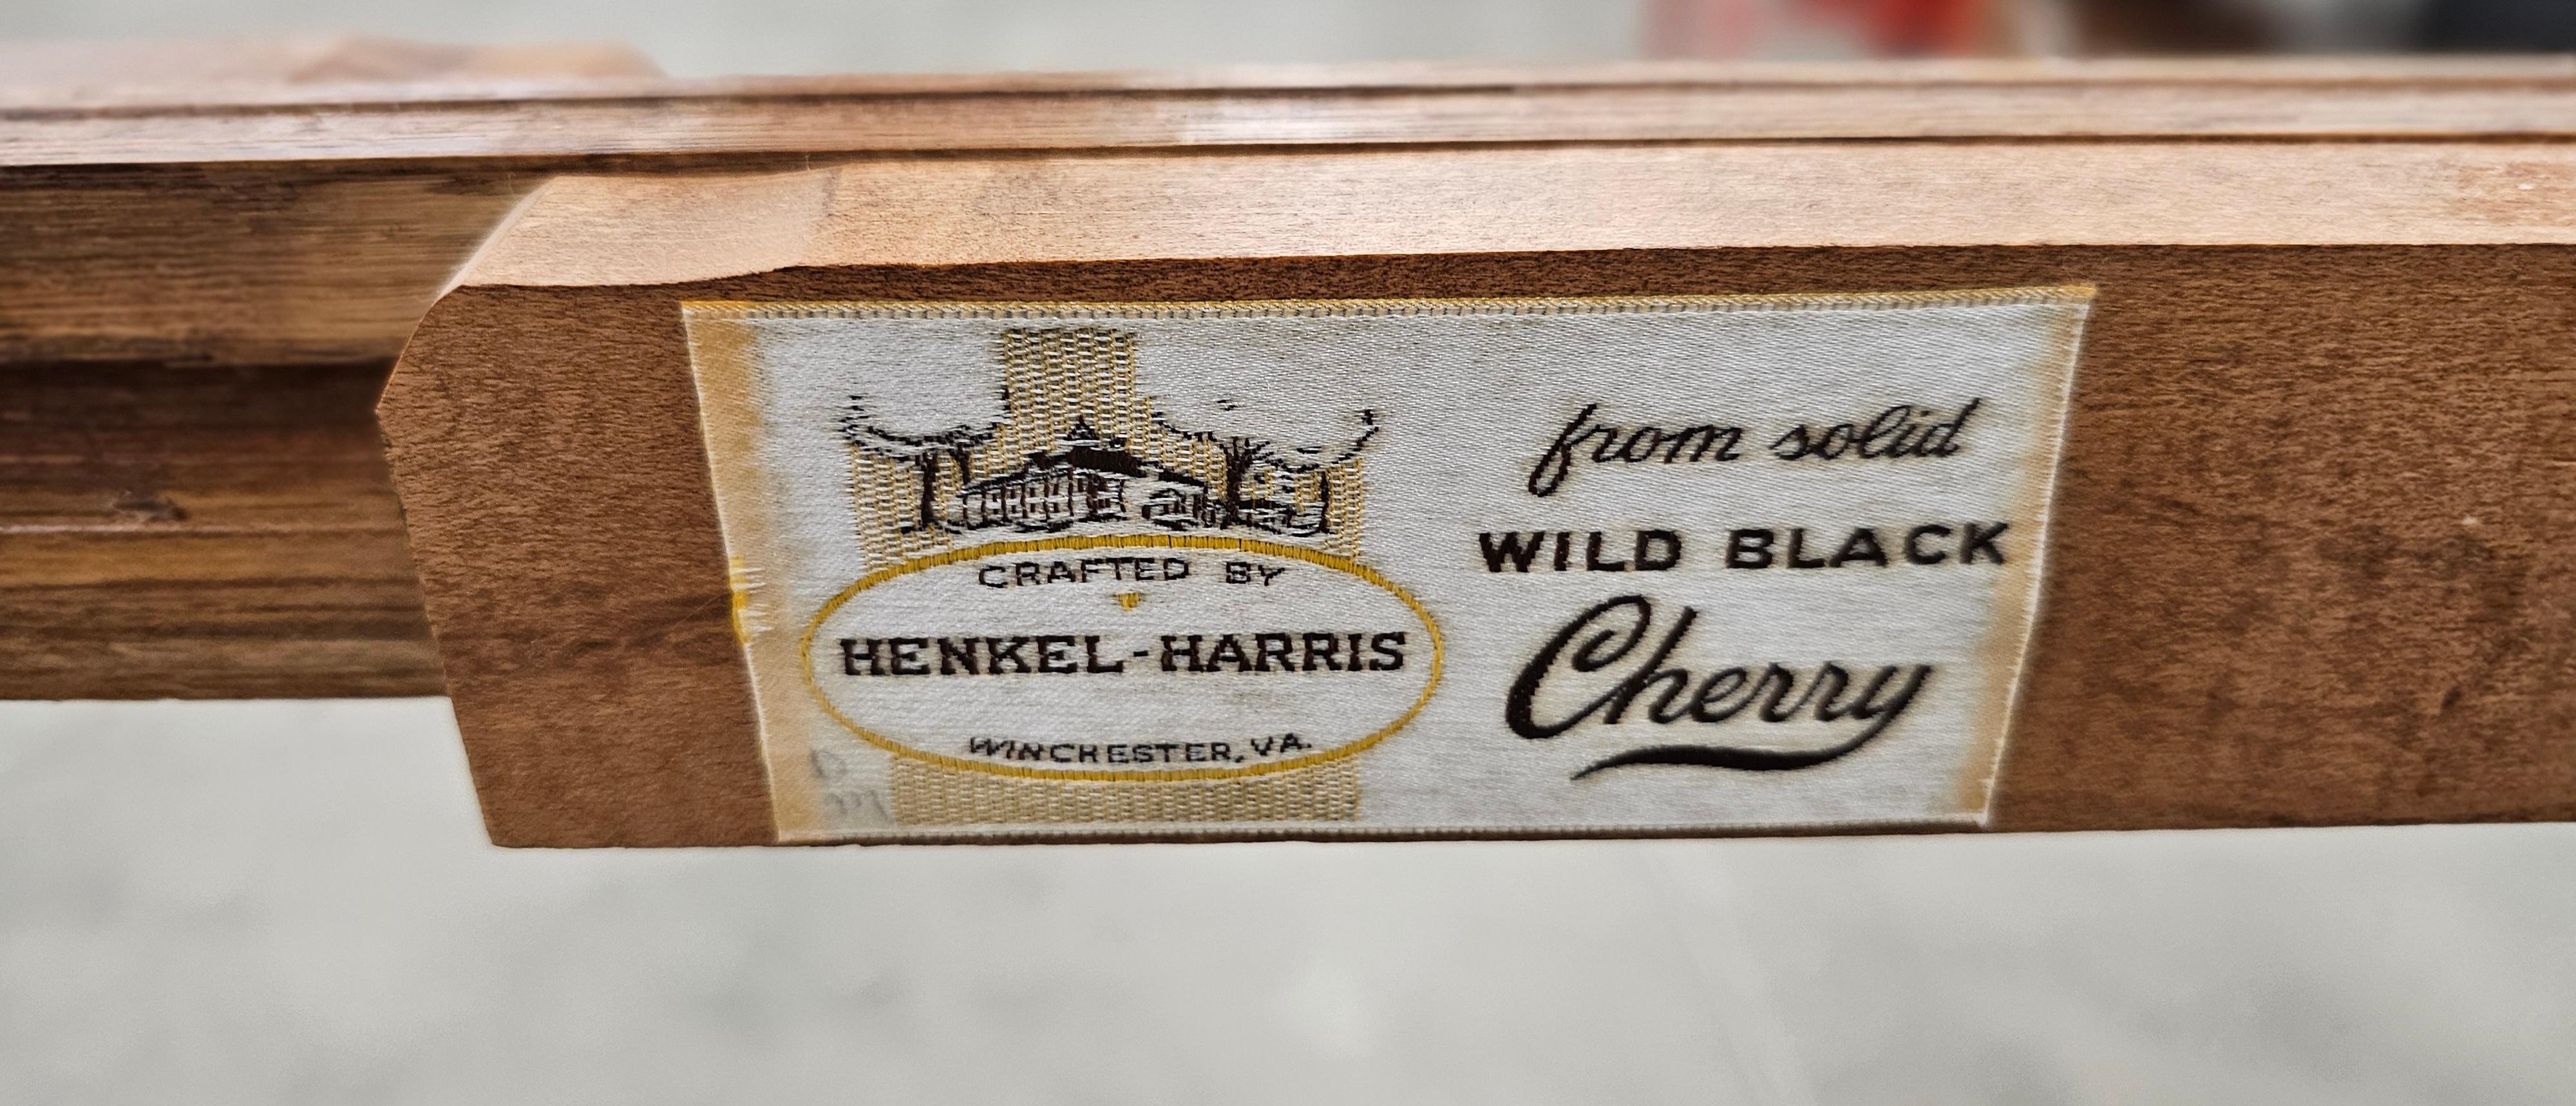 CRAFTED BY
HENKEL-HARRIS
WINCHESTER, VA.
from solid
WILD BLACK
Cherry